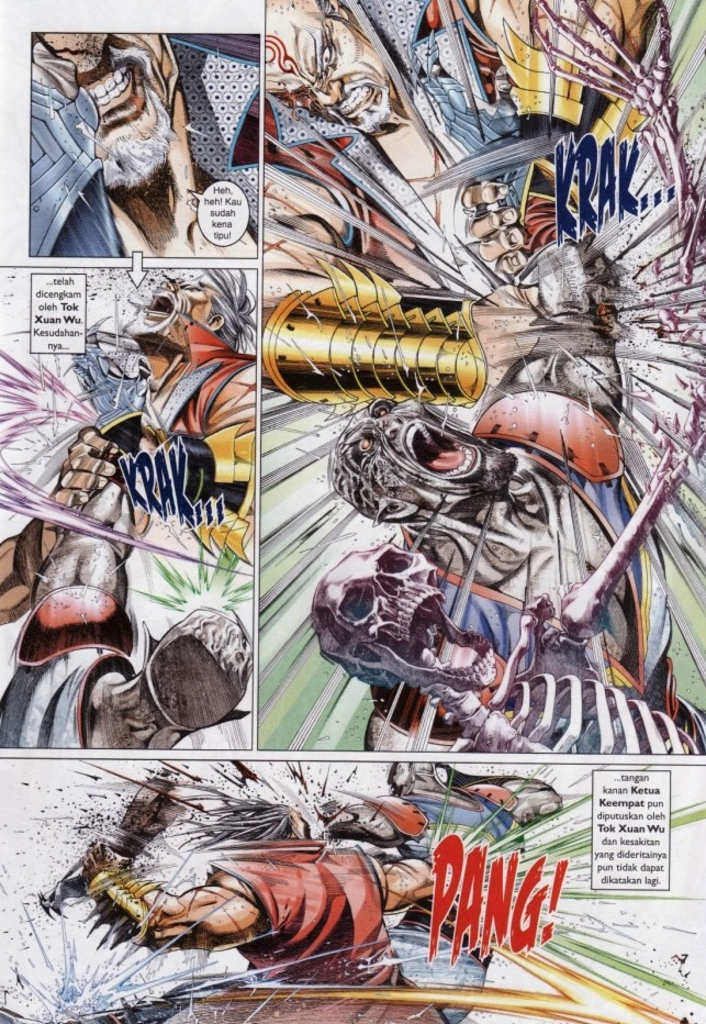 Heh,
heh! Kau
sudah
kena
tipu!
KRAK...
...telah
dicengkam
oleh Tok
Xuan Wu.
Kesudahan-
nya...
KRAK...
...tangan
kanan Ketua
Keempat pun
diputuskan oleh
Tok Xuan Wu
dan kesakitan
yang dideritainya
pun tidak dapat
dikatakan lagi.
PANG!